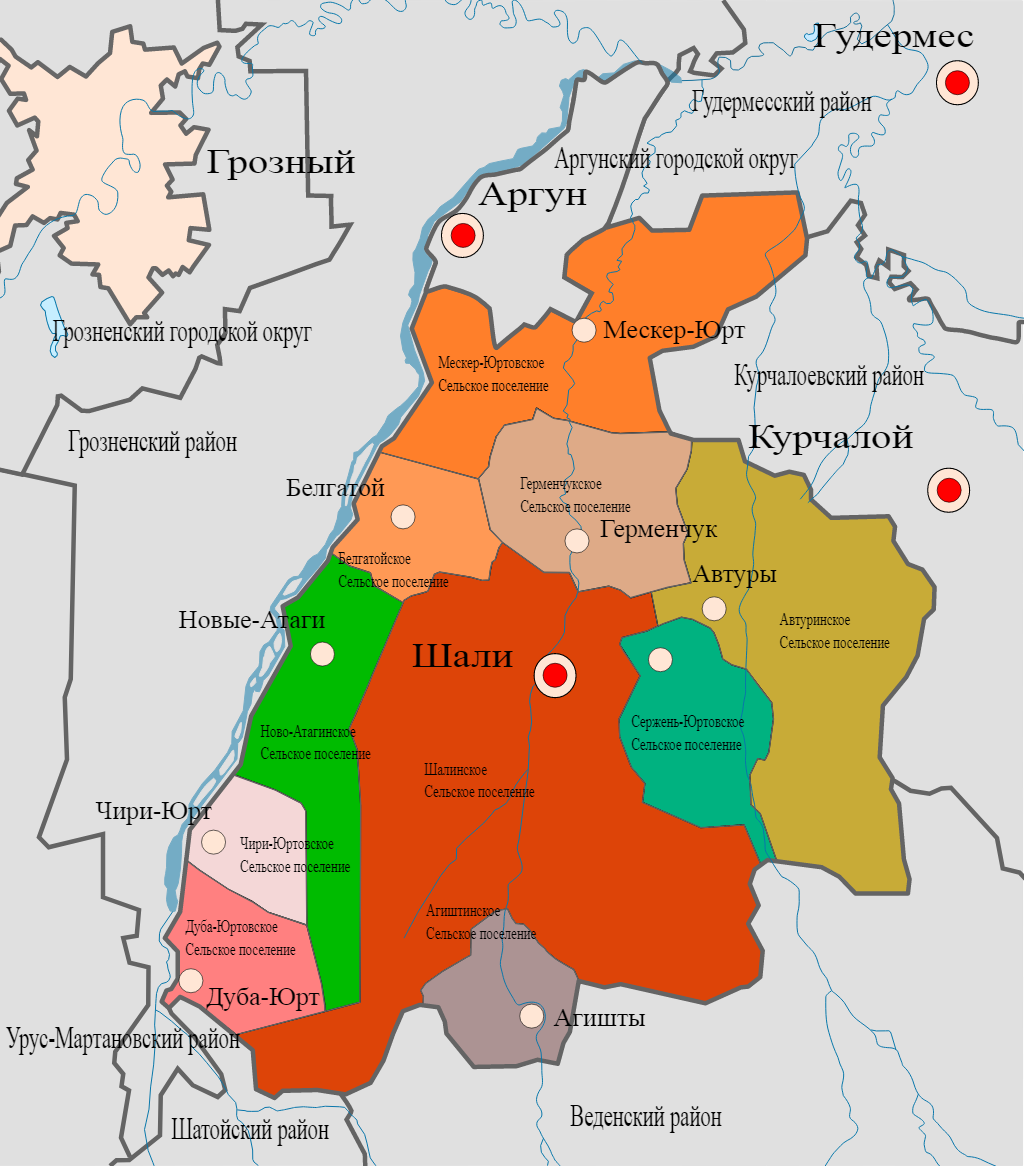 Гудермес
Гудермесский район
Грозный
Аргунский городской округ
Аргун
Грозненский городской округ
Мескер-Юрт
Мескер-Юртовское
Сельское поселение
Курчалоевский район
Грозненский район
Курчалой
Белгатой
Герменчукское
Сельское поселение
Герменчук
Белгатойское
Сельское поселение
Автуры
Новые-Атаги
Автуринское
Сельское поселение
Шали
Ново-Атагинское
Сельское поселение
Сержень-Юртовское
Сельское поселение
Шалинское
Сельское поселение
Чири-Юрт
Чири-Юртовское
Сельское поселение
Агиштинское
Сельское поселение
Дуба-Юртовское
Сельское поселение
Дуба-Юрт
Агишты
Урус-Мартановский район
Веденский район
Шатойский район